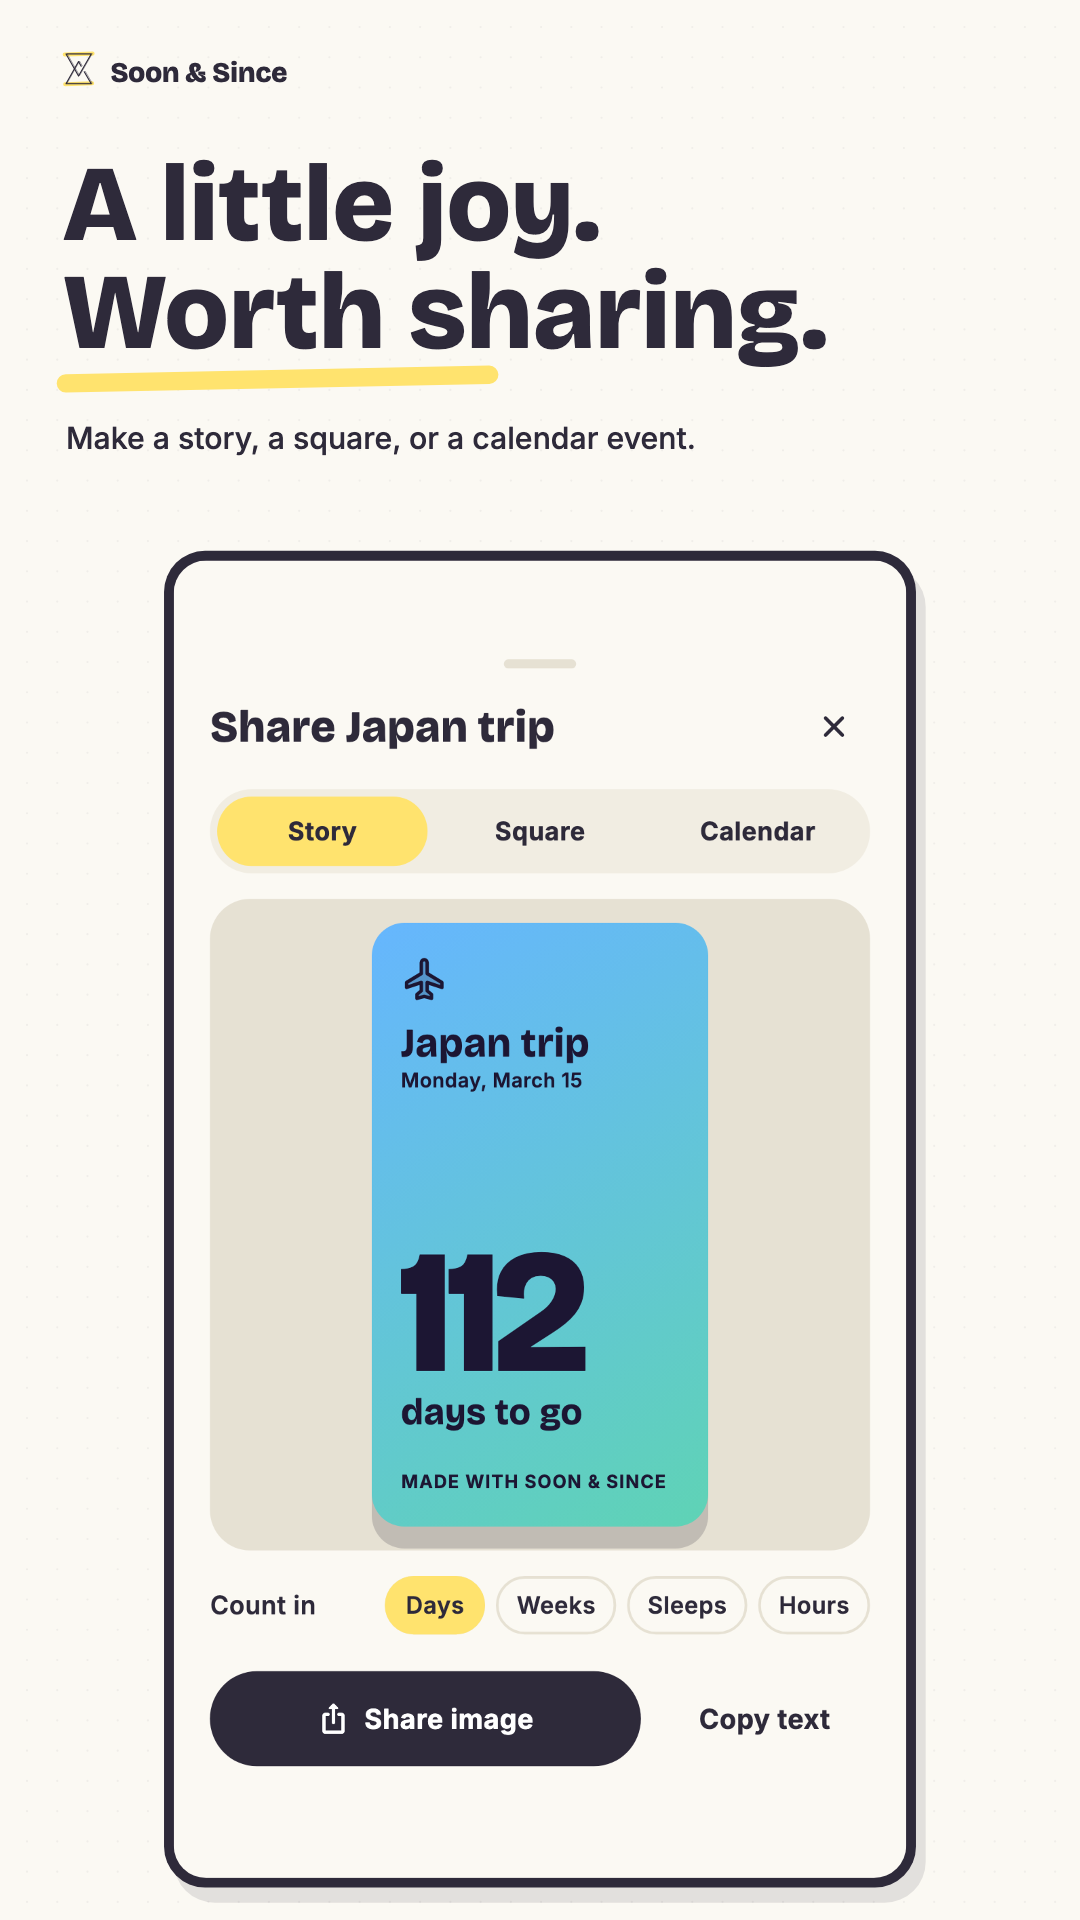 Soon & Since
A little joy.
Worth sharing.
Make a story, a square, or a calendar event.
Share Japan trip
Story
Square
Calendar
Japan trip
Monday, March 15
112
days to go
MADE WITH SOON & SINCE
Count in
Days
Weeks
Sleeps
Hours
Share image
Copy text